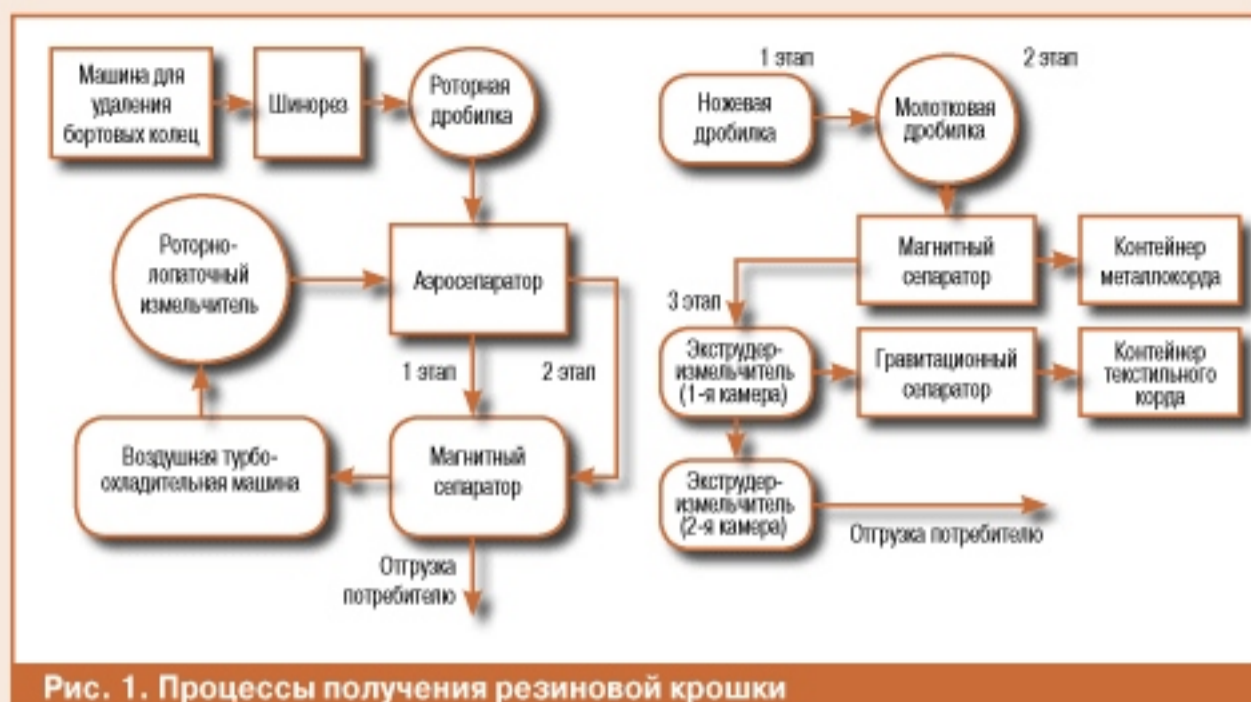 Машина для
удаления
бортовых колец
Шинорез
Роторная
дробилка
Роторно-
лопаточный
измельчитель
Аэросепаратор
1 этап
2 этап
Воздушная турбо-
охладительная машина
Магнитный
сепаратор
Отгрузка
потребителю
1 этап
2 этап
Ножевая
дробилка
Молотковая
дробилка
Магнитный
сепаратор
Контейнер
металлокорда
3 этап
Экструдер-
измельчитель
(1-я камера)
Гравитационный
сепаратор
Контейнер
текстильного
корда
Экструдер-
измельчитель
(2-я камера)
Отгрузка потребителю
Рис. 1. Процессы получения резиновой крошки